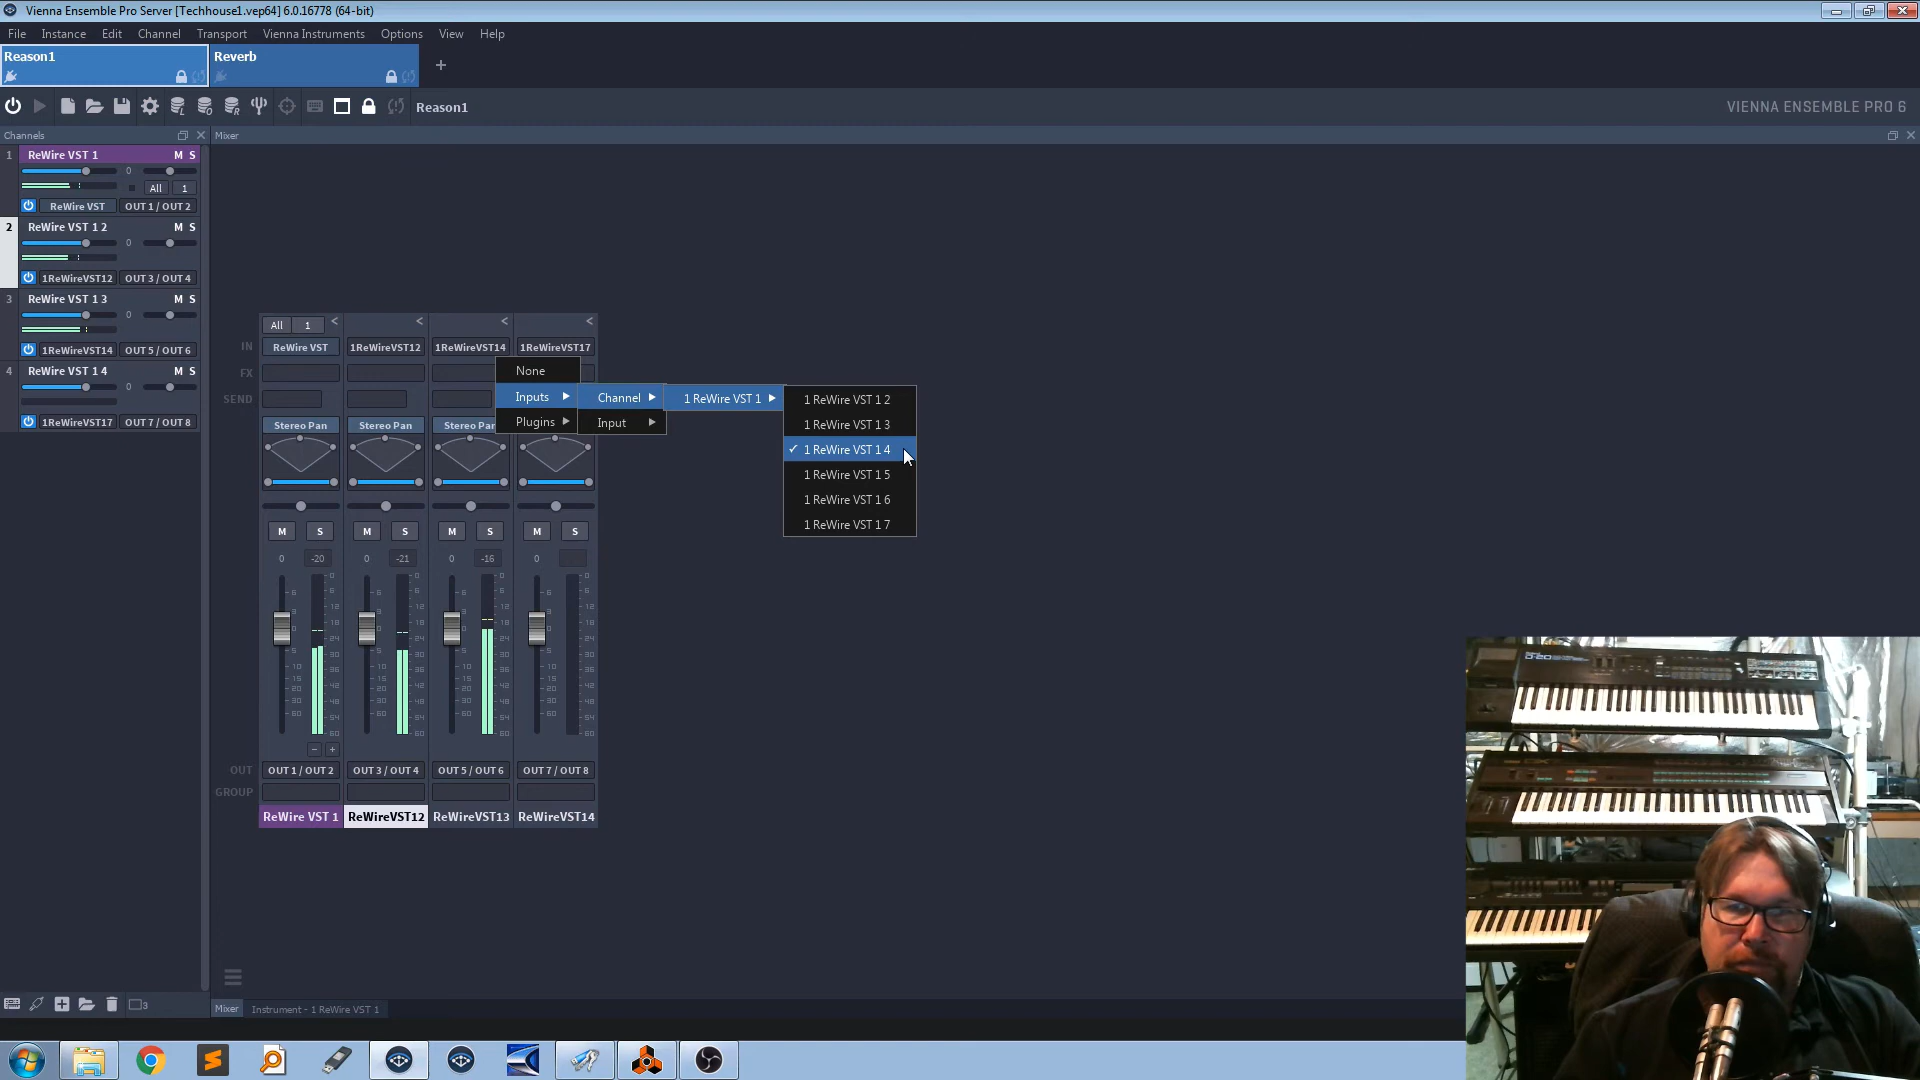 Vienna Ensemble Pro Server [Techhouse1.vep64] 6.0.16778 (64-bit)
File Instance Edit Channel Transport Vienna Instruments Options View Help
Reason1
Reverb
+
Reason1
VIENNA ENSEMBLE PRO 6
Channels
Mixer
1 ReWire VST 1 M S
0
All 1
ReWire VST OUT 1 / OUT 2
2 ReWire VST 1 2 M S
0
1ReWireVST12 OUT 3 / OUT 4
3 ReWire VST 1 3 M S
0
1ReWireVST14 OUT 5 / OUT 6
4 ReWire VST 1 4 M S
0
1ReWireVST17 OUT 7 / OUT 8
All 1 < < < <
IN ReWire VST 1ReWireVST12 1ReWireVST14 1ReWireVST17
FX
SEND
None
Inputs
Plugins
Channel
Input
1 ReWire VST 1
1 ReWire VST 1 2
1 ReWire VST 1 3
✓ 1 ReWire VST 1 4
1 ReWire VST 1 5
1 ReWire VST 1 6
1 ReWire VST 1 7
Stereo Pan Stereo Pan Stereo Pan Stereo Pan
M S M S M S M S
0 -20 0 -21 0 -16 0
OUT OUT 1 / OUT 2 OUT 3 / OUT 4 OUT 5 / OUT 6 OUT 7 / OUT 8
GROUP
ReWire VST 1 ReWireVST12 ReWireVST13 ReWireVST14
Mixer Instrument - 1 ReWire VST 1
D-20